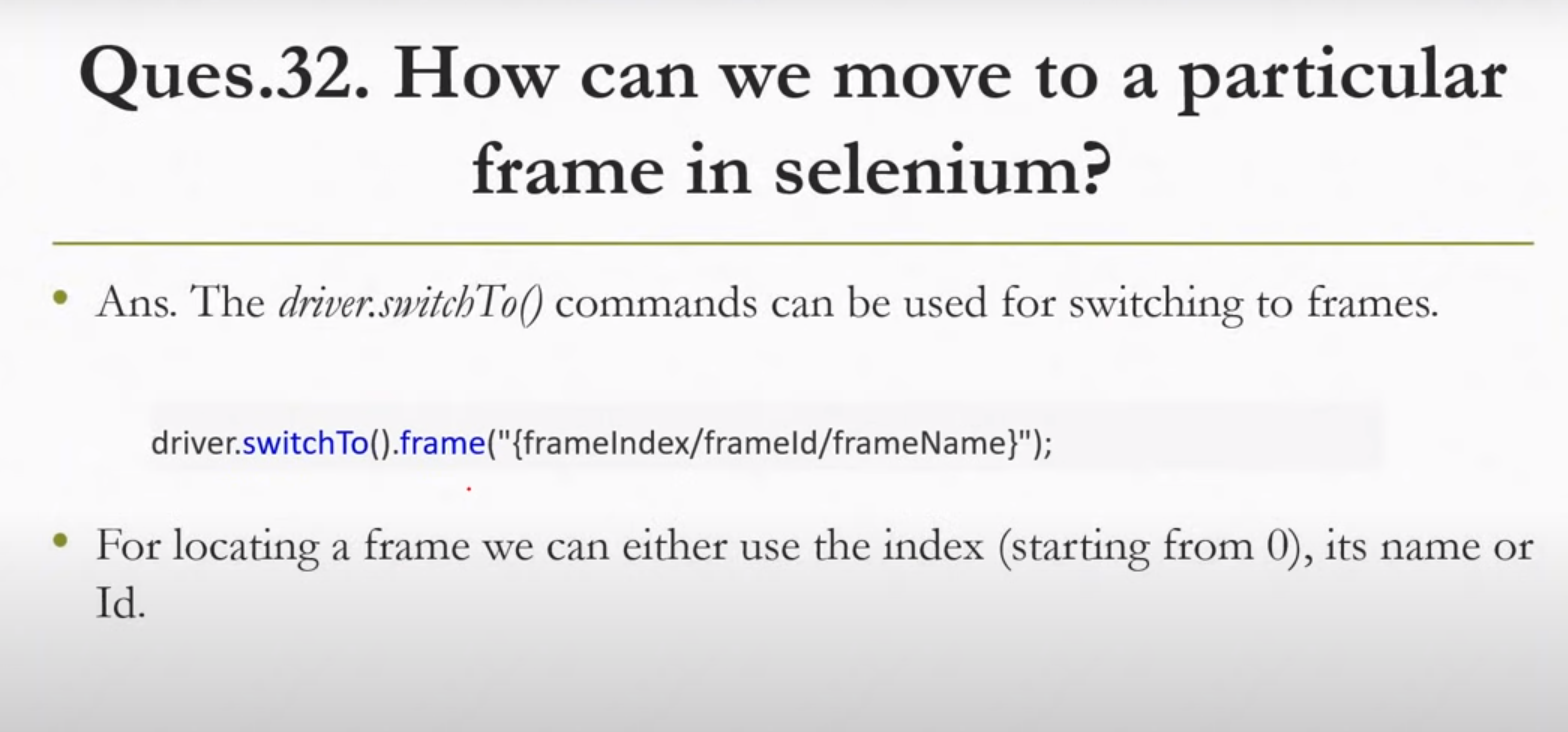 Ques.32. How can we move to a particular
frame in selenium?
• Ans. The driver.switchTo() commands can be used for switching to frames.
driver.switchTo().frame("{frameIndex/frameId/frameName}");
• For locating a frame we can either use the index (starting from 0), its name or
Id.